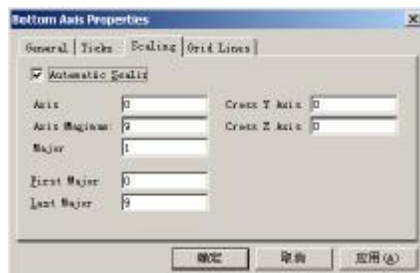 Bottom Axis Properties
General Ticks Scaling Grid Lines
Automatic Scalin
Axis 0 Cross Y Axis 0
Axis Maximum: 9 Cross Z Axis 0
Major 1
First Major 0
Last Major 9
确定 取消 应用(A)